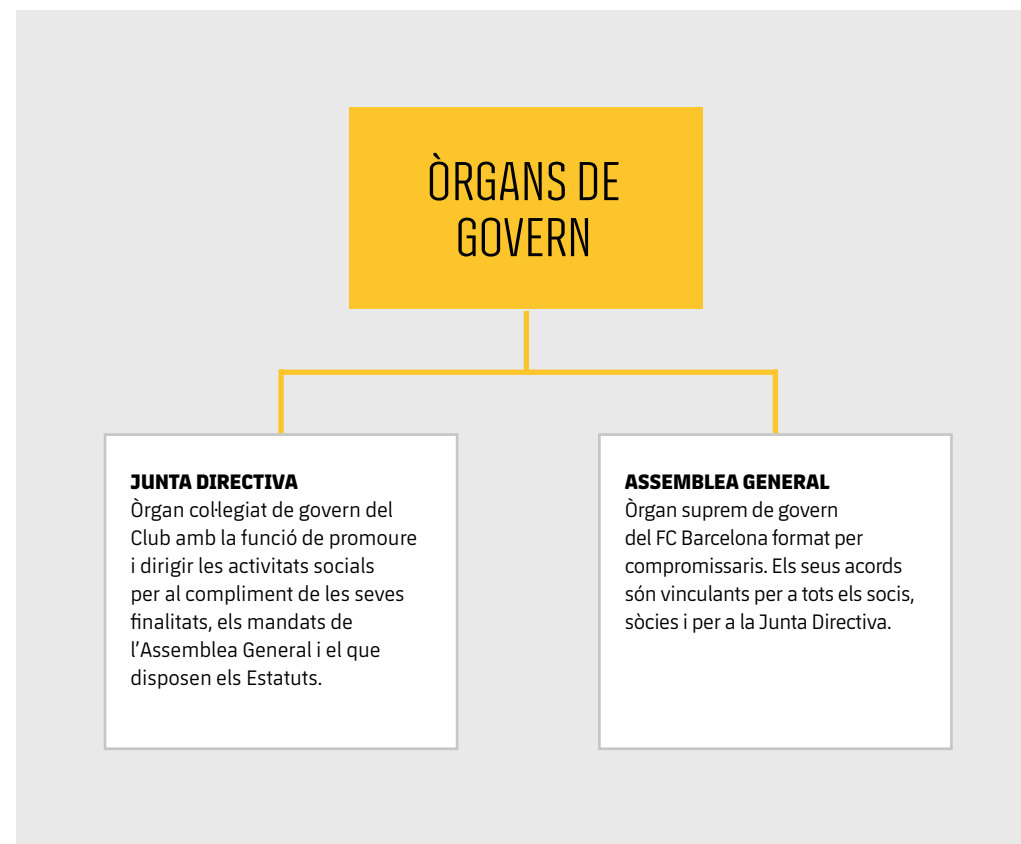 ÒRGANS DE
GOVERN
JUNTA DIRECTIVA
Òrgan col·legiat de govern del
Club amb la funció de promoure
i dirigir les activitats socials
per al compliment de les seves
finalitats, els mandats de
l’Assemblea General i el que
disposen els Estatuts.
ASSEMBLEA GENERAL
Òrgan suprem de govern
del FC Barcelona format per
compromissaris. Els seus acords
són vinculants per a tots els socis,
sòcies i per a la Junta Directiva.